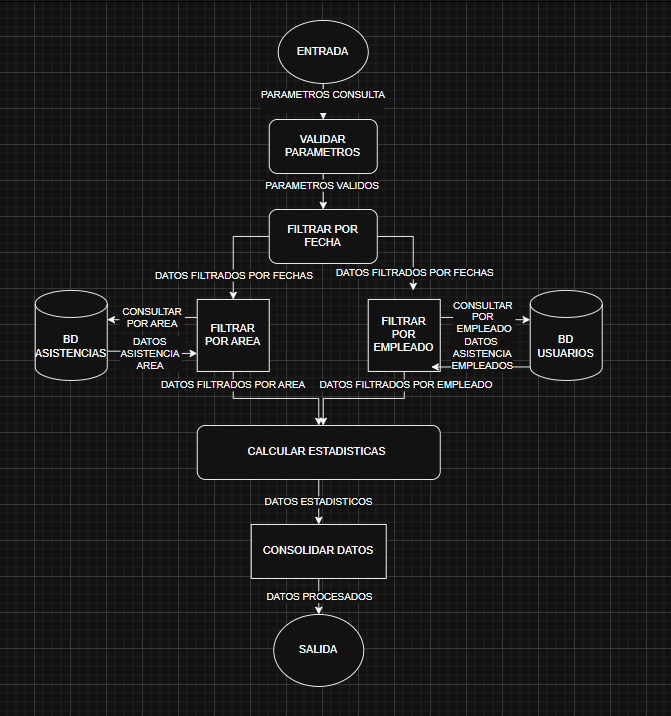 ENTRADA
PARAMETROS CONSULTA
VALIDAR
PARAMETROS
PARAMETROS VALIDOS
FILTRAR POR
FECHA
DATOS FILTRADOS POR FECHAS
DATOS FILTRADOS POR FECHAS
BD
ASISTENCIAS
CONSULTAR
POR AREA
DATOS
ASISTENCIA
AREA
FILTRAR
POR AREA
FILTRAR
POR
EMPLEADO
CONSULTAR
POR
EMPLEADO
DATOS
ASISTENCIA
EMPLEADOS
BD
USUARIOS
DATOS FILTRADOS POR AREA
DATOS FILTRADOS POR EMPLEADO
CALCULAR ESTADISTICAS
DATOS ESTADISTICOS
CONSOLIDAR DATOS
DATOS PROCESADOS
SALIDA